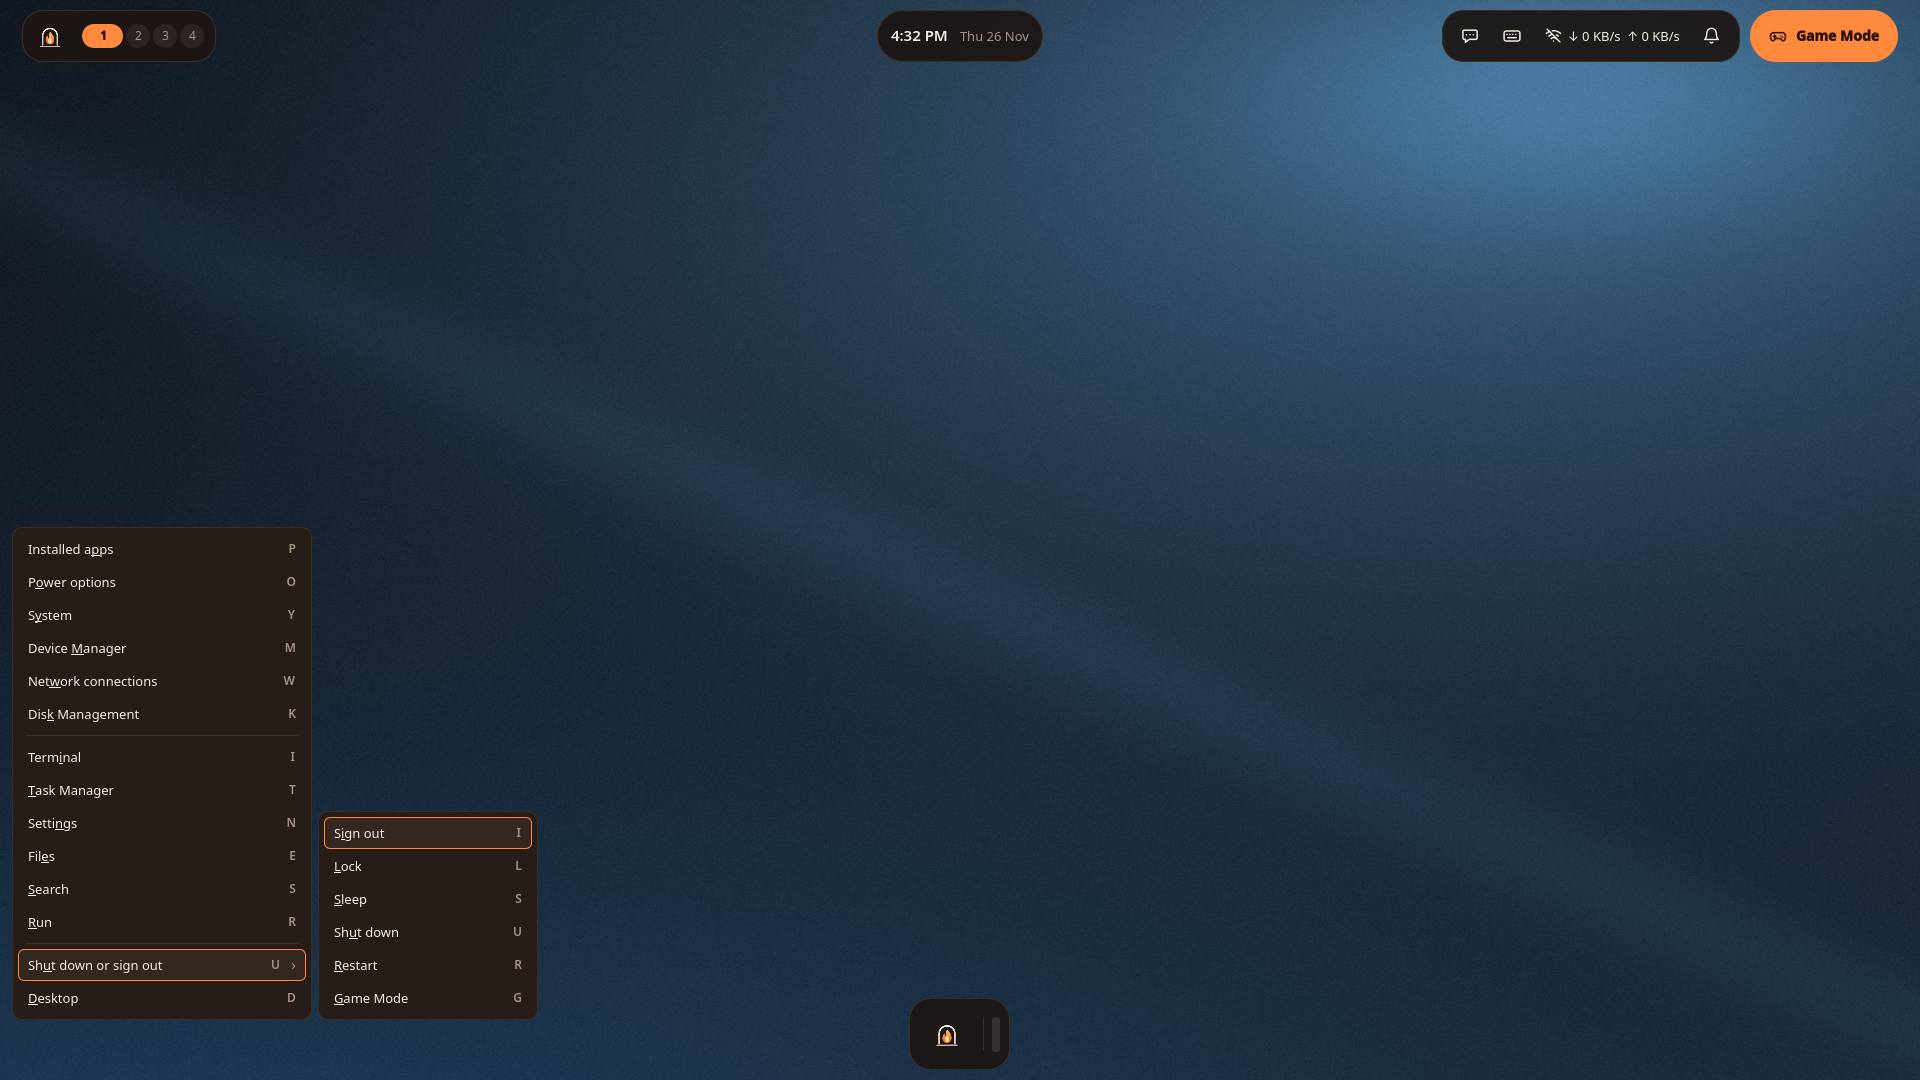 1 2 3 4
4:32 PM Thu 26 Nov
↓ 0 KB/s ↑ 0 KB/s
Game Mode
Installed apps P
Power options O
System Y
Device Manager M
Network connections W
Disk Management K
Terminal I
Task Manager T
Settings N
Files E
Search S
Run R
Shut down or sign out U ›
Desktop D
Sign out I
Lock L
Sleep S
Shut down U
Restart R
Game Mode G